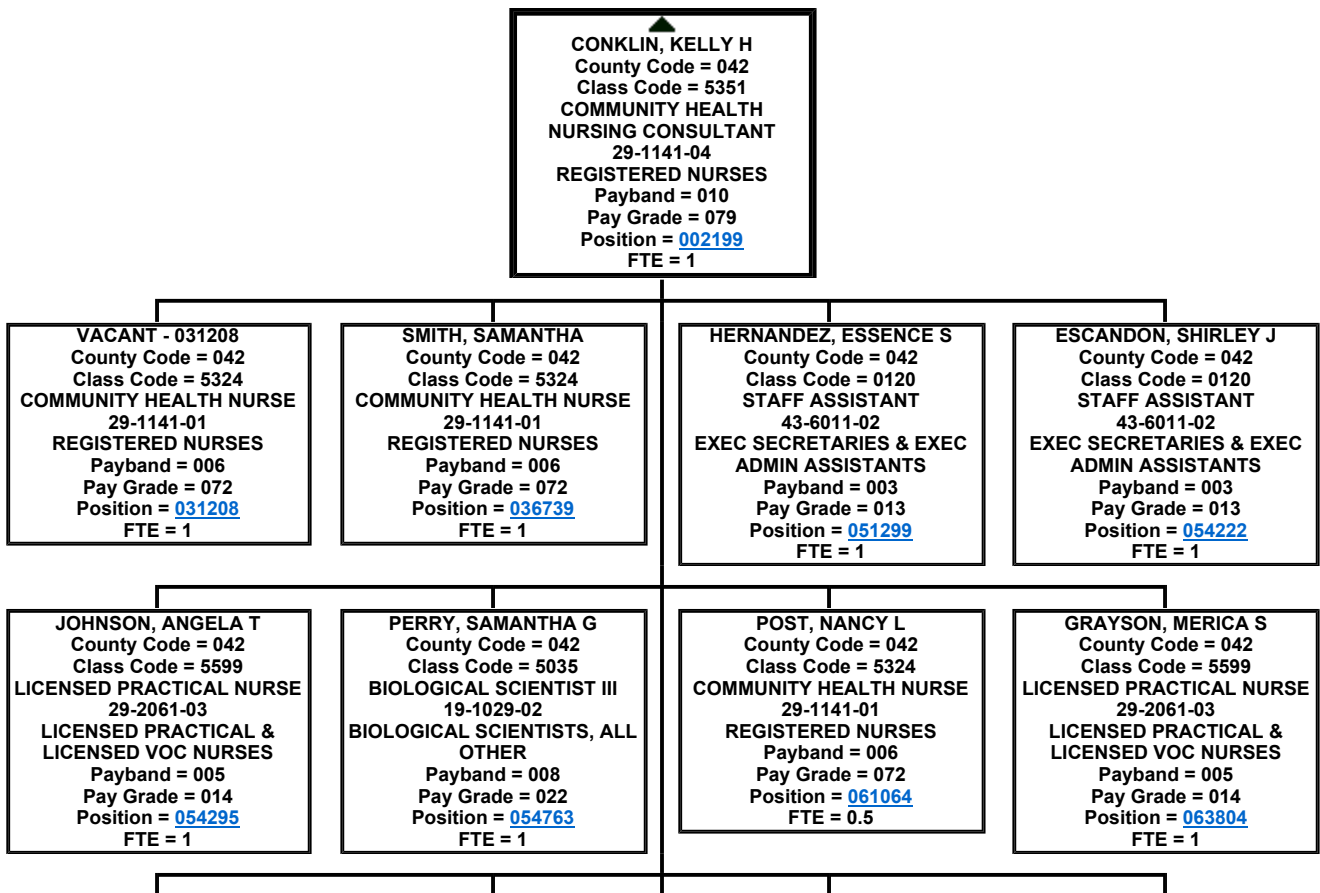 CONKLIN, KELLY H
County Code = 042
Class Code = 5351
COMMUNITY HEALTH
NURSING CONSULTANT
29-1141-04
REGISTERED NURSES
Payband = 010
Pay Grade = 079
Position = 002199
FTE = 1
VACANT - 031208
County Code = 042
Class Code = 5324
COMMUNITY HEALTH NURSE
29-1141-01
REGISTERED NURSES
Payband = 006
Pay Grade = 072
Position = 031208
FTE = 1
SMITH, SAMANTHA
County Code = 042
Class Code = 5324
COMMUNITY HEALTH NURSE
29-1141-01
REGISTERED NURSES
Payband = 006
Pay Grade = 072
Position = 036739
FTE = 1
HERNANDEZ, ESSENCE S
County Code = 042
Class Code = 0120
STAFF ASSISTANT
43-6011-02
EXEC SECRETARIES & EXEC
ADMIN ASSISTANTS
Payband = 003
Pay Grade = 013
Position = 051299
FTE = 1
ESCANDON, SHIRLEY J
County Code = 042
Class Code = 0120
STAFF ASSISTANT
43-6011-02
EXEC SECRETARIES & EXEC
ADMIN ASSISTANTS
Payband = 003
Pay Grade = 013
Position = 054222
FTE = 1
JOHNSON, ANGELA T
County Code = 042
Class Code = 5599
LICENSED PRACTICAL NURSE
29-2061-03
LICENSED PRACTICAL &
LICENSED VOC NURSES
Payband = 005
Pay Grade = 014
Position = 054295
FTE = 1
PERRY, SAMANTHA G
County Code = 042
Class Code = 5035
BIOLOGICAL SCIENTIST III
19-1029-02
BIOLOGICAL SCIENTISTS, ALL
OTHER
Payband = 008
Pay Grade = 022
Position = 054763
FTE = 1
POST, NANCY L
County Code = 042
Class Code = 5324
COMMUNITY HEALTH NURSE
29-1141-01
REGISTERED NURSES
Payband = 006
Pay Grade = 072
Position = 061064
FTE = 0.5
GRAYSON, MERICA S
County Code = 042
Class Code = 5599
LICENSED PRACTICAL NURSE
29-2061-03
LICENSED PRACTICAL &
LICENSED VOC NURSES
Payband = 005
Pay Grade = 014
Position = 063804
FTE = 1